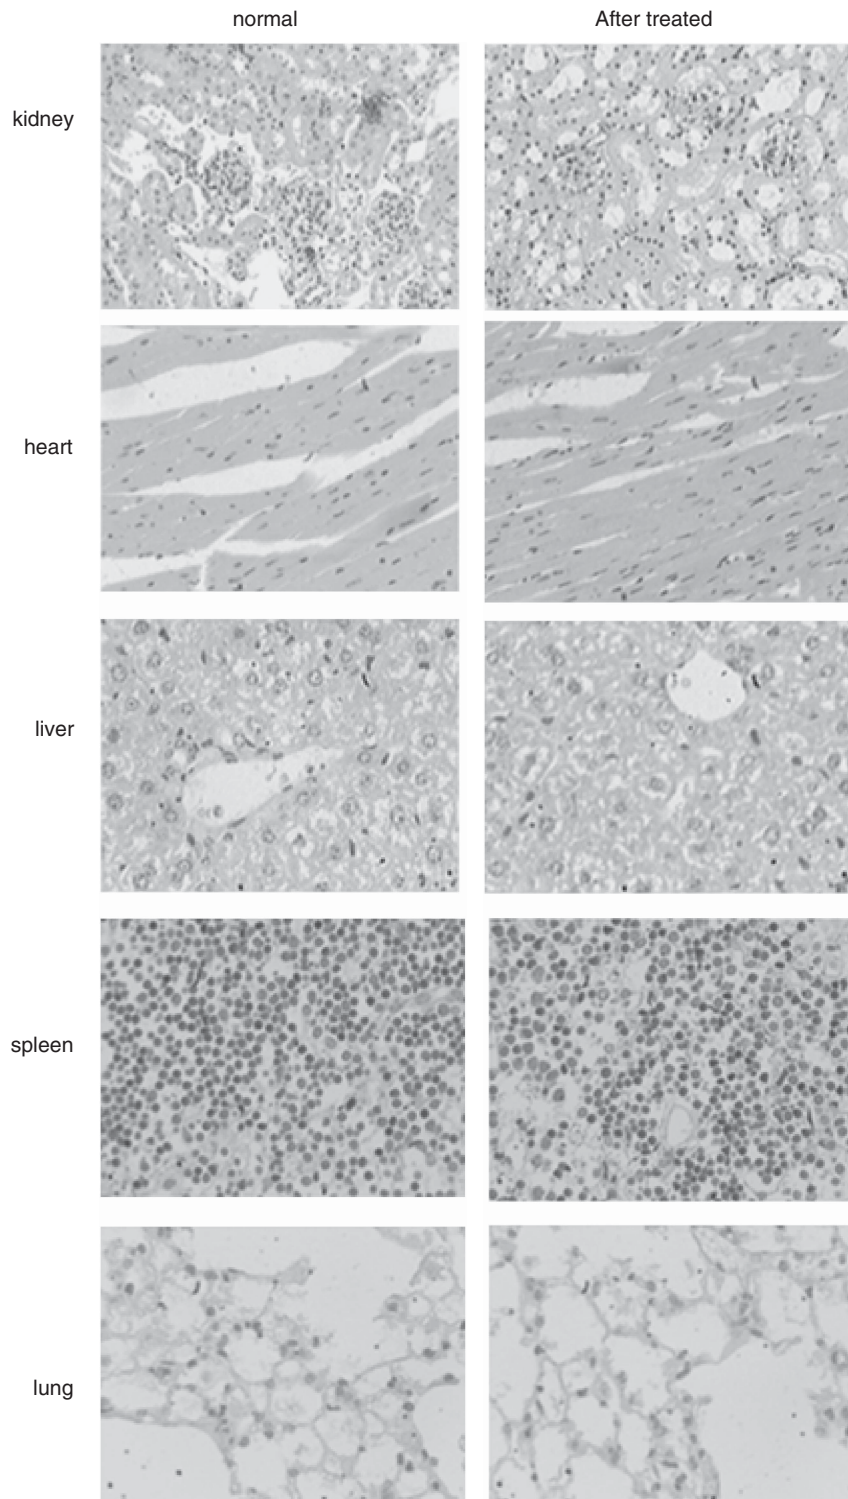 normal
After treated
kidney
heart
liver
spleen
lung